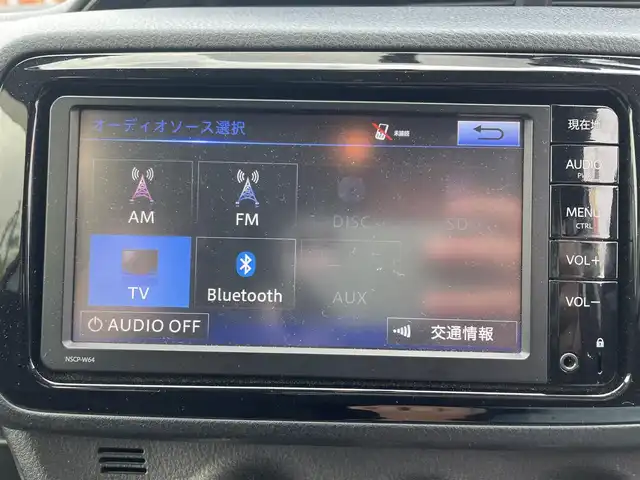 オーディオソース選択
未接続
現在地
AM
FM
DISC
SD
AUDIO
MENU
CTRL
TV
Bluetooth
AUX
VOL+
VOL-
AUDIO OFF
交通情報
NSCP-W64